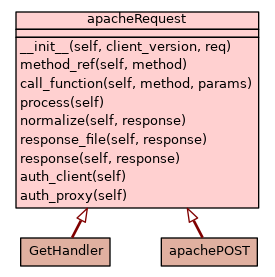 apacheRequest
__init__(self, client_version, req)
method_ref(self, method)
call_function(self, method, params)
process(self)
normalize(self, response)
response_file(self, response)
response(self, response)
auth_client(self)
auth_proxy(self)
GetHandler
apachePOST